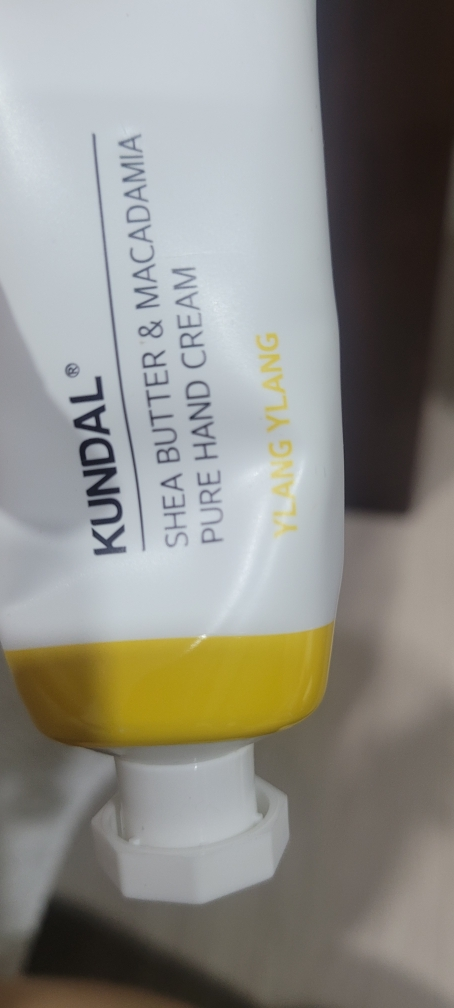 KUNDAL®
SHEA BUTTER & MACADAMIA
PURE HAND CREAM
YLANG YLANG